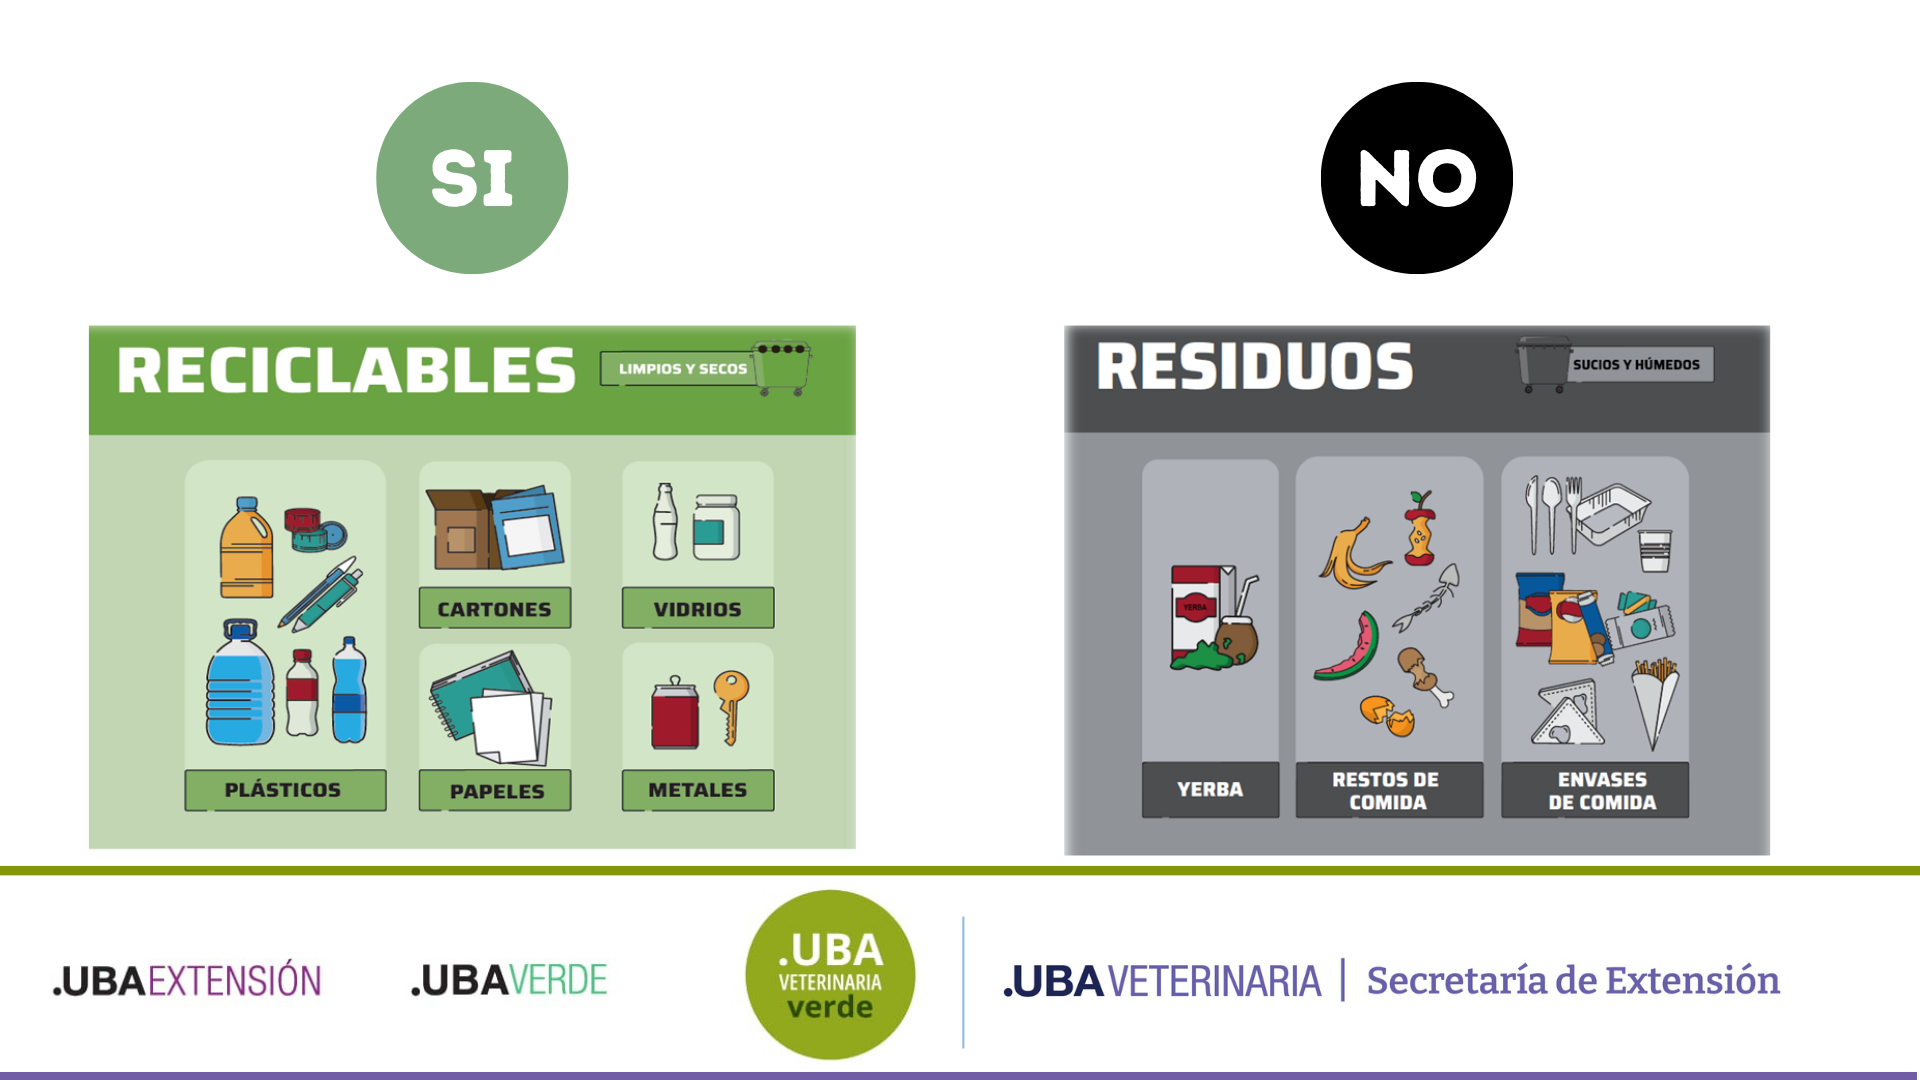 SI
NO
RECICLABLES
LIMPIOS Y SECOS
CARTONES
VIDRIOS
PLÁSTICOS
PAPELES
METALES
RESIDUOS
SUCIOS Y HÚMEDOS
YERBA
YERBA
RESTOS DE
COMIDA
ENVASES
DE COMIDA
.UBAEXTENSIÓN
.UBAVERDE
.UBA
VETERINARIA
verde
.UBAVETERINARIA | Secretaría de Extensión